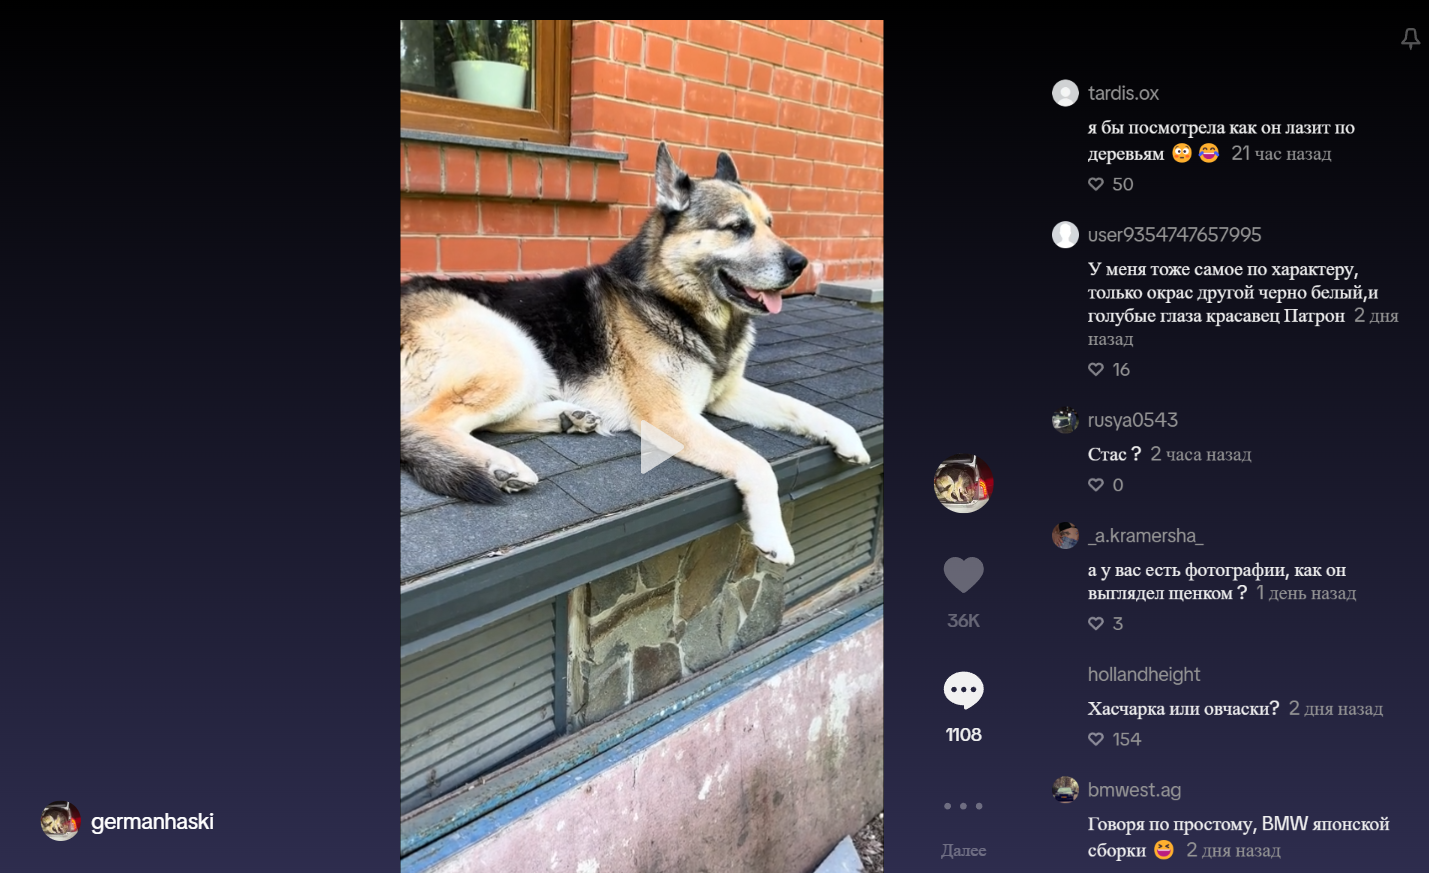 tardis.ox
я бы посмотрела как он лазит по
деревьям 😳 😂 21 час назад
50
user9354747657995
У меня тоже самое по характеру,
только окрас другой черно белый,и
голубые глаза красавец Патрон 2 дня
назад
16
rusya0543
Стас ? 2 часа назад
0
_a.kramersha_
а у вас есть фотографии, как он
выглядел щенком ? 1 день назад
3
hollandheight
Хасчарка или овчаски? 2 дня назад
154
bmwest.ag
Говоря по простому, BMW японской
сборки 😆 2 дня назад
36K
1108
Далее
germanhaski